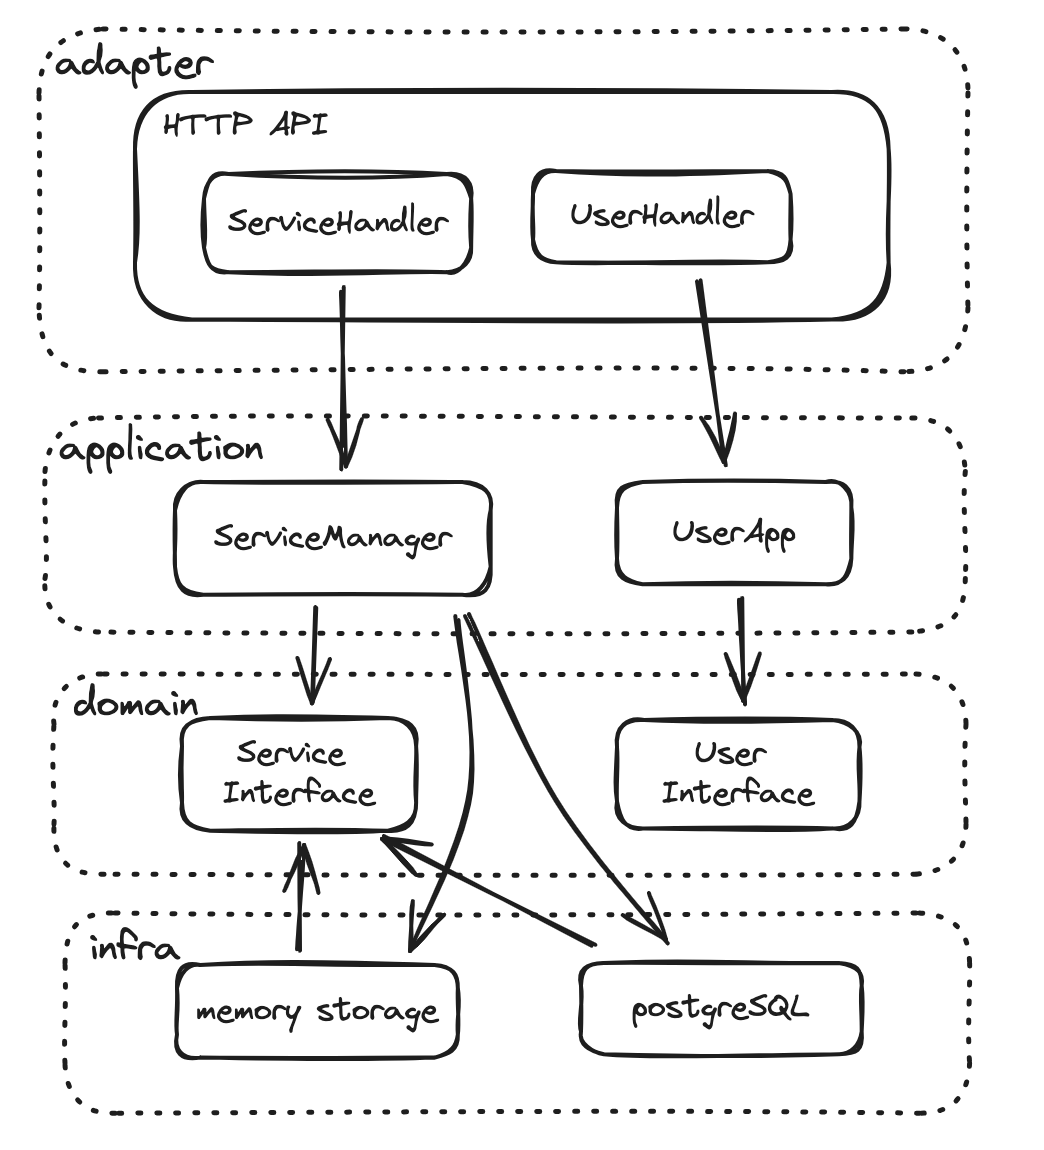 adapter
HTTP API
ServiceHandler
UserHandler
application
ServiceManager
UserApp
domain
Service
Interface
User
Interface
infra
memory storage
postgreSQL